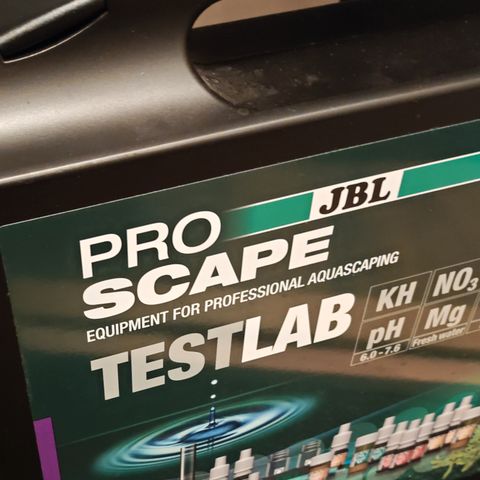 JBL
PRO
SCAPE
EQUIPMENT FOR PROFESSIONAL AQUASCAPING
TESTLAB
KH NO₃
pH 6.0 - 7.6 Mg Fresh water